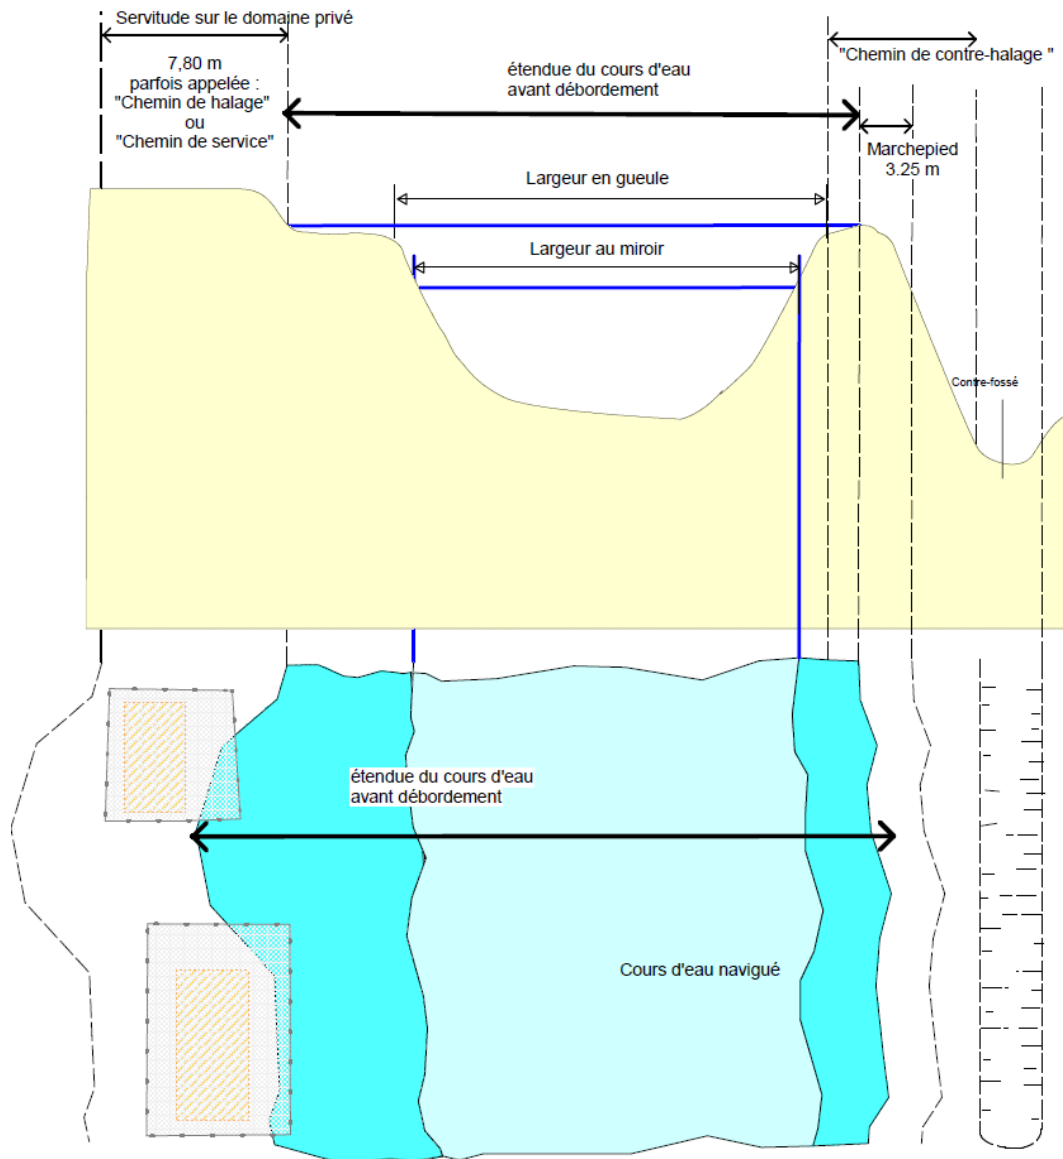 Servitude sur le domaine privé
7,80 m
parfois appelée :
"Chemin de halage"
ou
"Chemin de service"
étendue du cours d'eau
avant débordement
"Chemin de contre-halage "
Marchepied
3.25 m
Largeur en gueule
Largeur au miroir
Contre-fossé
étendue du cours d'eau
avant débordement
Cours d'eau navigué